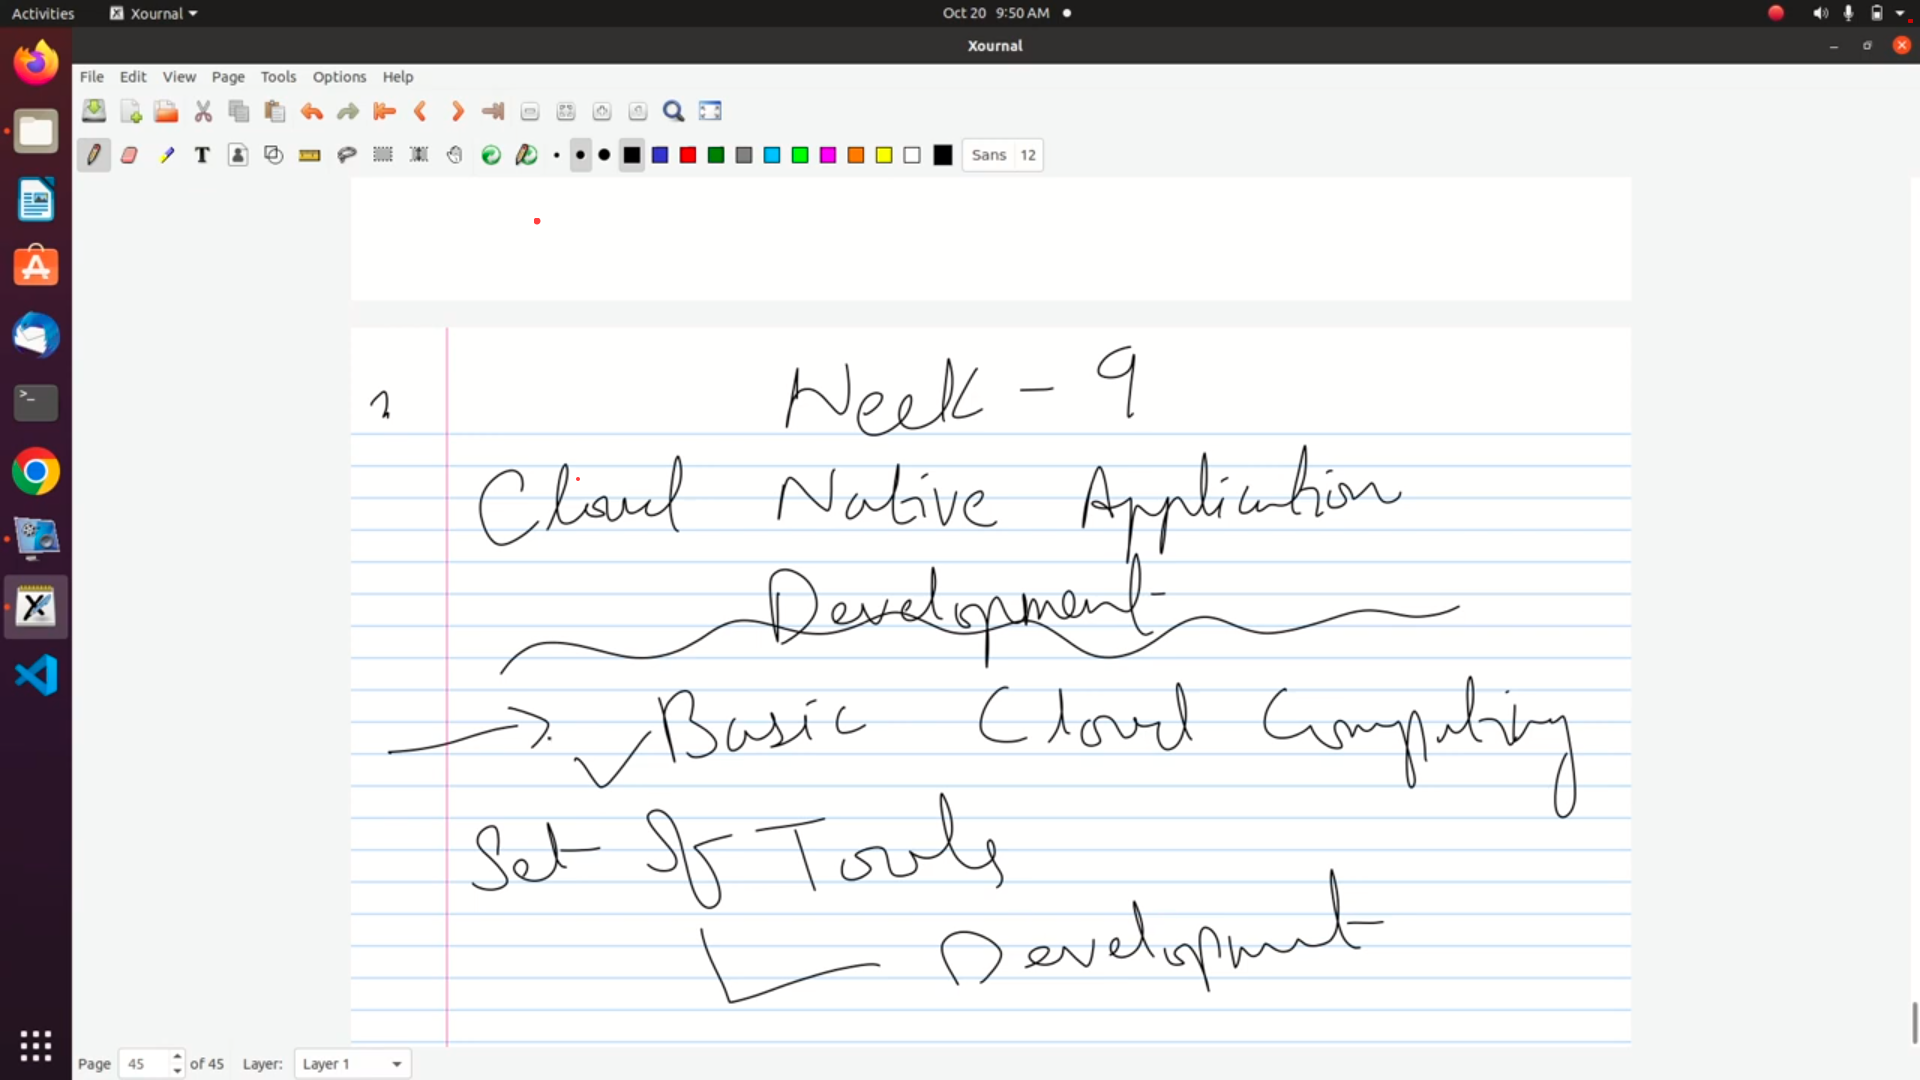 Activities Xournal Oct 20 9:50 AM
Xournal
File Edit View Page Tools Options Help
T Sans 12
Week - 9
Cloud Native Application
Development
→ ✓ Basic Cloud Computing
Set of Tools
Development
Page 45 of 45 Layer: Layer 1